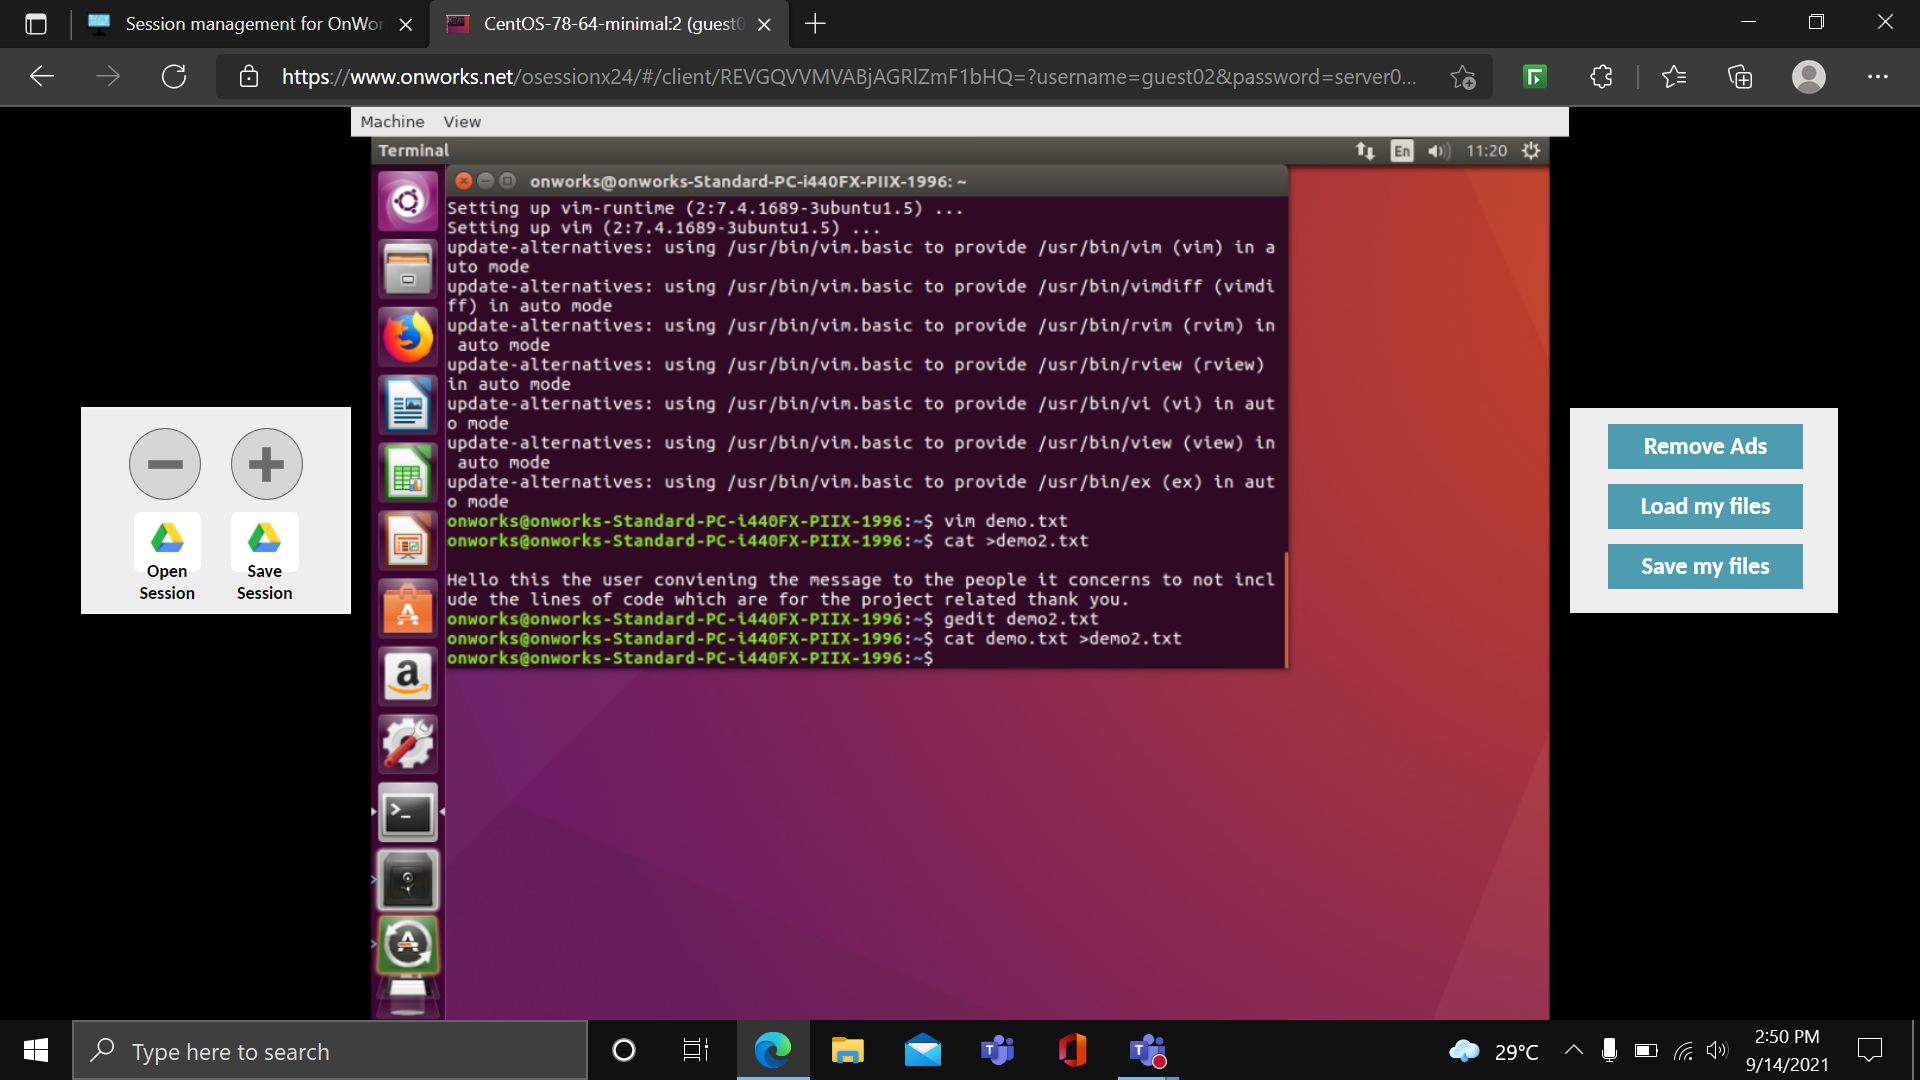 Session management for OnWor
CentOS-78-64-minimal:2 (guest0
https://www.onworks.net/osessionx24/#/client/REVGQVVMVABjAGRlZmF1bHQ=?username=guest02&password=server0...
Machine View
Terminal
En
11:20
onworks@onworks-Standard-PC-i440FX-PIIX-1996: ~
Setting up vim-runtime (2:7.4.1689-3ubuntu1.5) ...
Setting up vim (2:7.4.1689-3ubuntu1.5) ...
update-alternatives: using /usr/bin/vim.basic to provide /usr/bin/vim (vim) in a
uto mode
update-alternatives: using /usr/bin/vim.basic to provide /usr/bin/vimdiff (vimdi
ff) in auto mode
update-alternatives: using /usr/bin/vim.basic to provide /usr/bin/rvim (rvim) in
 auto mode
update-alternatives: using /usr/bin/vim.basic to provide /usr/bin/rview (rview)
in auto mode
update-alternatives: using /usr/bin/vim.basic to provide /usr/bin/vi (vi) in aut
o mode
update-alternatives: using /usr/bin/vim.basic to provide /usr/bin/view (view) in
 auto mode
update-alternatives: using /usr/bin/vim.basic to provide /usr/bin/ex (ex) in aut
o mode
onworks@onworks-Standard-PC-i440FX-PIIX-1996:~$ vim demo.txt
onworks@onworks-Standard-PC-i440FX-PIIX-1996:~$ cat >demo2.txt
Hello this the user conviening the message to the people it concerns to not incl
ude the lines of code which are for the project related thank you.
onworks@onworks-Standard-PC-i440FX-PIIX-1996:~$ gedit demo2.txt
onworks@onworks-Standard-PC-i440FX-PIIX-1996:~$ cat demo.txt >demo2.txt
onworks@onworks-Standard-PC-i440FX-PIIX-1996:~$
Open
Session
Save
Session
Remove Ads
Load my files
Save my files
Type here to search
29°C
2:50 PM
9/14/2021